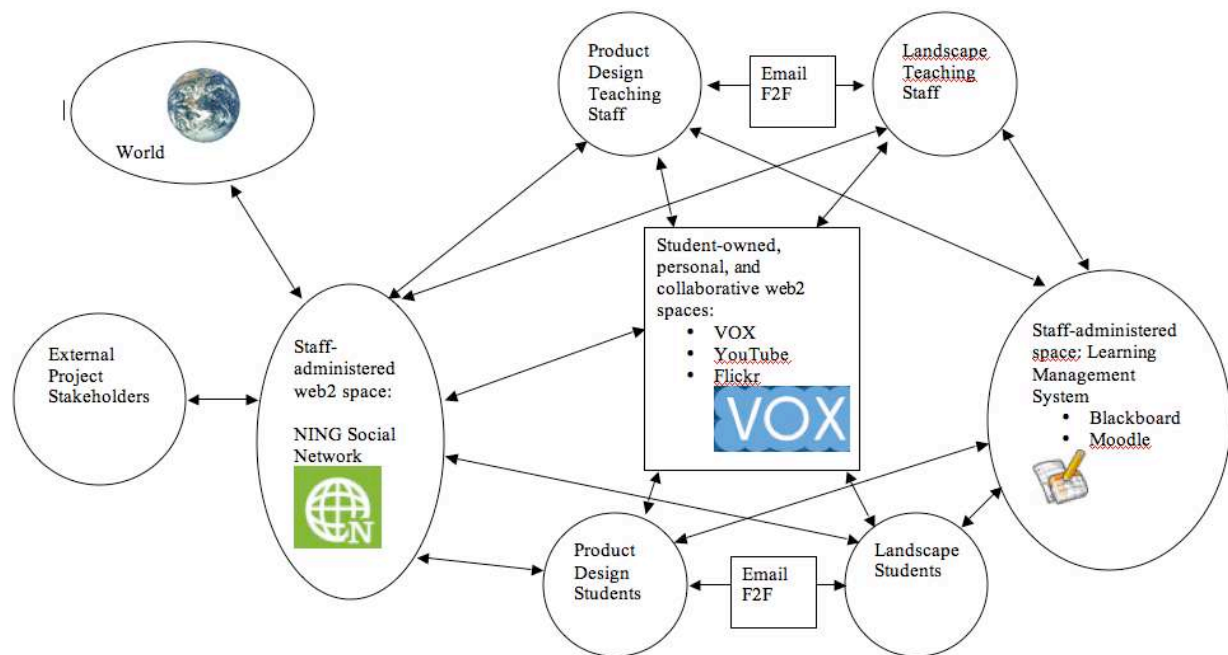 World
Product
Design
Teaching
Staff
Email
F2F
Landscape
Teaching
Staff
External
Project
Stakeholders
Staff-
administered
web2 space:
NING Social
Network
N
Student-owned,
personal, and
collaborative web2
spaces:
• VOX
• YouTube
• Flickr
VOX
Staff-administered
space: Learning
Management
System
• Blackboard
• Moodle
Product
Design
Students
Email
F2F
Landscape
Students